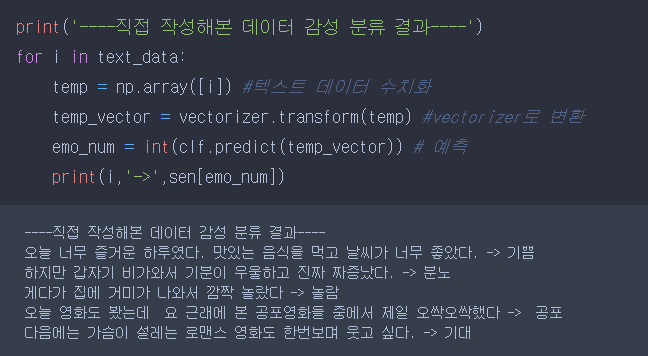 print('----직접 작성해본 데이터 감성 분류 결과----')
for i in text_data:
    temp = np.array([i]) #텍스트 데이터 수치화
    temp_vector = vectorizer.transform(temp) #vectorizer로 변환
    emo_num = int(clf.predict(temp_vector)) # 예측
    print(i,'->',sen[emo_num])
----직접 작성해본 데이터 감성 분류 결과----
오늘 너무 즐거운 하루였다. 맛있는 음식을 먹고 날씨가 너무 좋았다. -> 기쁨
하지만 갑자기 비가와서 기분이 우울하고 진짜 짜증났다. -> 분노
게다가 집에 거미가 나와서 깜짝 놀랐다 -> 놀람
오늘 영화도 봤는데  요 근래에 본 공포영화들 중에서 제일 오싹오싹했다 ->  공포
다음에는 가슴이 설레는 로맨스 영화도 한번보며 웃고 싶다. -> 기대